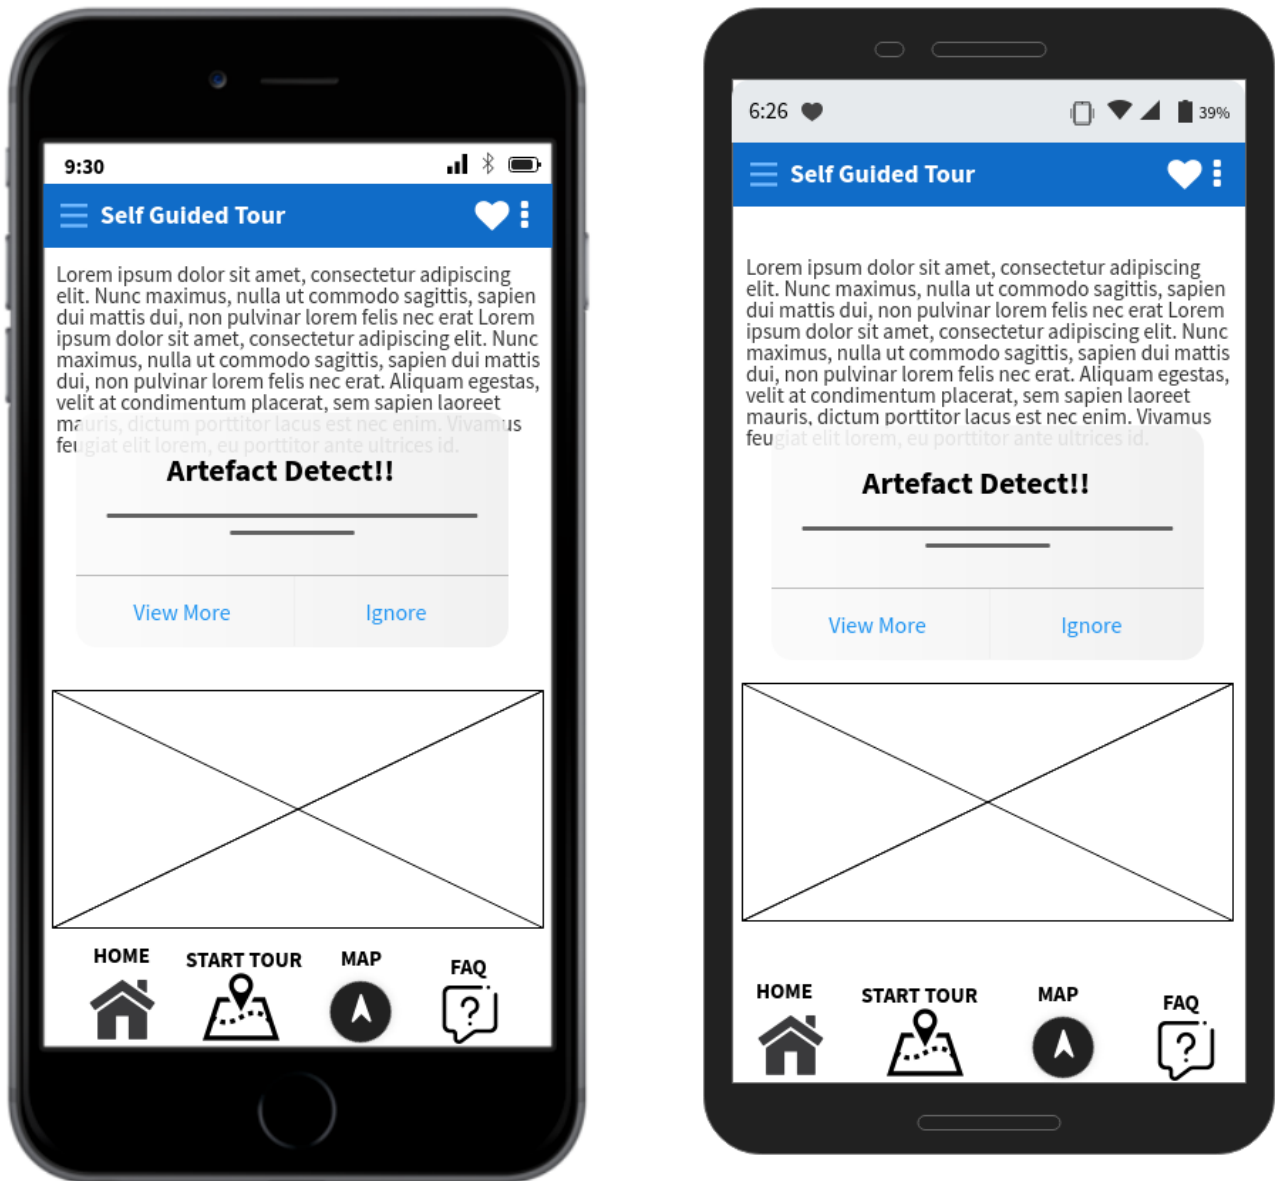 9:30
Self Guided Tour
Lorem ipsum dolor sit amet, consectetur adipiscing
elit. Nunc maximus, nulla ut commodo sagittis, sapien
dui mattis dui, non pulvinar lorem felis nec erat Lorem
ipsum dolor sit amet, consectetur adipiscing elit. Nunc
maximus, nulla ut commodo sagittis, sapien dui mattis
dui, non pulvinar lorem felis nec erat. Aliquam egestas,
velit at condimentum placerat, sem sapien laoreet
mauris, dictum porttitor lacus est nec enim. Vivamus
feugiat elit lorem, eu porttitor ante ultrices id.
Artefact Detect!!
View More Ignore
HOME START TOUR MAP FAQ
?
6:26 39%
Self Guided Tour
Lorem ipsum dolor sit amet, consectetur adipiscing
elit. Nunc maximus, nulla ut commodo sagittis, sapien
dui mattis dui, non pulvinar lorem felis nec erat Lorem
ipsum dolor sit amet, consectetur adipiscing elit. Nunc
maximus, nulla ut commodo sagittis, sapien dui mattis
dui, non pulvinar lorem felis nec erat. Aliquam egestas,
velit at condimentum placerat, sem sapien laoreet
mauris, dictum porttitor lacus est nec enim. Vivamus
feugiat elit lorem, eu porttitor ante ultrices id.
Artefact Detect!!
View More Ignore
HOME START TOUR MAP FAQ
?